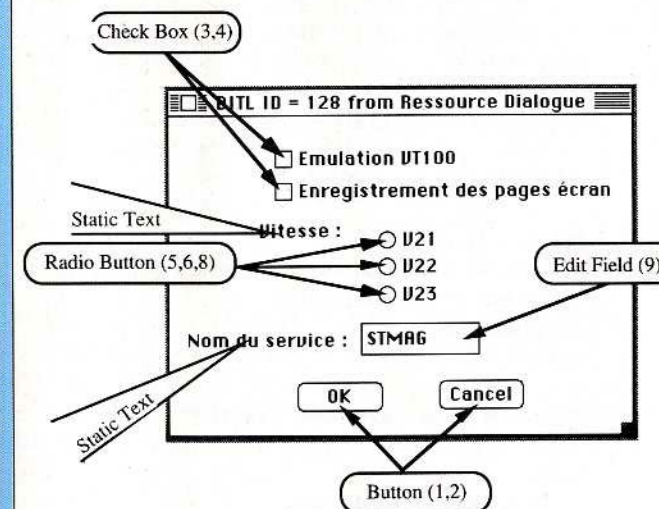 Check Box (3,4)
DITL ID = 128 from Ressource Dialogue
Emulation VT100
Enregistrement des pages écran
Static Text
Vitesse :
V21
Radio Button (5,6,8)
V22
Edit Field (9)
V23
Nom du service :
STMAG
Static Text
OK
Cancel
Button (1,2)